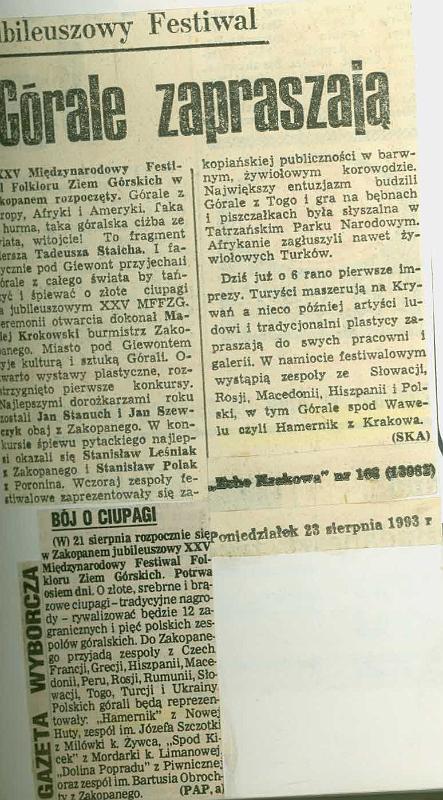 ubileuszowy Festiwal
Górale zapraszają
XXV Międzynarodowy Festi-
l Folkloru Ziem Górskich w
kopanem rozpoczęty. Górale z
ropy, Afryki i Ameryki. Taka
hurma, taka góralska ciżba ze
iata, witojcie! To fragment
iersza Tadeusza Staicha. I fa-
ycznie pod Giewont przyjechali
órale z całego świata by tań-
yć i śpiewać o złote ciupagi
a jubileuszowym XXV MFFZG.
eremonii otwarcia dokonał Ma-
iej Krokowski burmistrz Zako-
anego. Miasto pod Giewontem
yje kulturą i sztuką Górali. O-
warto wystawy plastyczne, roz-
trzygnięto pierwsze konkursy.
Najlepszymi dorożkarzami roku
zostali Jan Stanuch i Jan Szew-
czyk obaj z Zakopanego. W kon-
kursie śpiewu pytackiego najlep-
si okazali się Stanisław Leśniak
z Zakopanego i Stanisław Polak
z Poronina. Wczoraj zespoły fe-
stiwalowe zaprezentowały się za-
kopiańskiej publiczności w barw-
nym, żywiołowym korowodzie.
Największy entuzjazm budzili
Górale z Togo i gra na bębnach
i piszczałkach była słyszalna w
Tatrzańskim Parku Narodowym.
Afrykanie zagłuszyli nawet ży-
wiołowych Turków.
Dziś już o 6 rano pierwsze im-
prezy. Turyści maszerują na Kry-
wań a nieco później artyści lu-
dowi i tradycjonalni plastycy za-
praszają do swych pracowni i
galerii. W namiocie festiwalowym
wystąpią zespoły ze Słowacji,
Rosji, Macedonii, Hiszpanii i Pol-
ski, w tym Górale spod Wawe-
lu czyli Hamernik z Krakowa.
(SKA)
„Echo Krakowa" nr 162 (13982)
Poniedziałek 23 sierpnia 1993 r.
GAZETA WYBORCZA
BÓJ O CIUPAGI
(W) 21 sierpnia rozpocznie się
w Zakopanem jubileuszowy XXV
Międzynarodowy Festiwal Fol-
kloru Ziem Górskich. Potrwa
osiem dni. O złote, srebrne i brą-
zowe ciupagi – tradycyjne nagro-
dy – rywalizować będzie 12 za-
granicznych i pięć polskich zes-
połów góralskich. Do Zakopane-
go przyjadą zespoły z Czech,
Francji, Grecji, Hiszpanii, Mace-
donii, Peru, Rosji, Rumunii, Sło-
wacji, Togo, Turcji i Ukrainy.
Polskich górali będą reprezen-
towały: „Hamernik" z Nowej
Huty, zespół im. Józefa Szczotki
z Milówki k. Żywca, „Spod Ki-
cek" z Mordarki k. Limanowej,
„Dolina Popradu" z Piwnicznej
oraz zespół im. Bartusia Obroch-
ty z Zakopanego. (PAP, a)